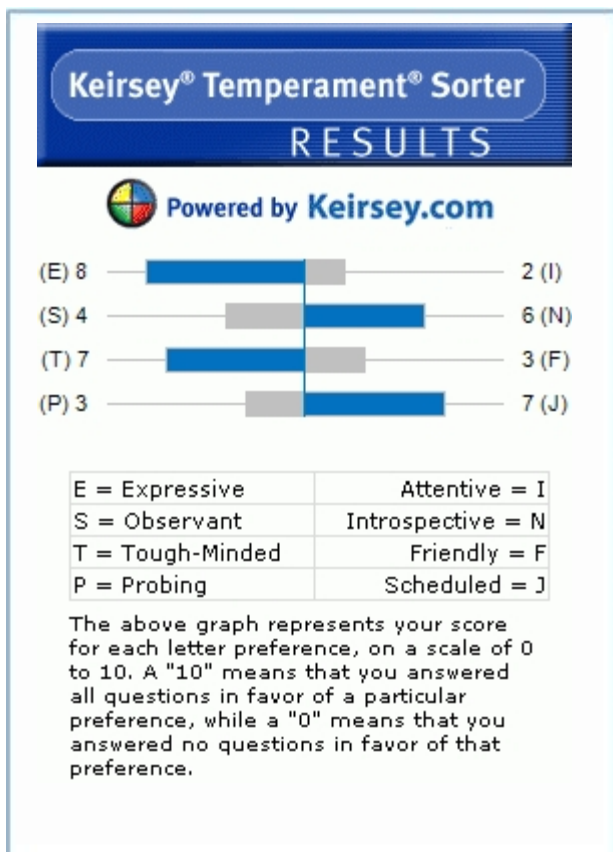 Keirsey® Temperament® Sorter
RESULTS
Powered by Keirsey.com
(E) 8 2 (I)
(S) 4 6 (N)
(T) 7 3 (F)
(P) 3 7 (J)
E = Expressive Attentive = I
S = Observant Introspective = N
T = Tough-Minded Friendly = F
P = Probing Scheduled = J
The above graph represents your score
for each letter preference, on a scale of 0
to 10. A "10" means that you answered
all questions in favor of a particular
preference, while a "0" means that you
answered no questions in favor of that
preference.